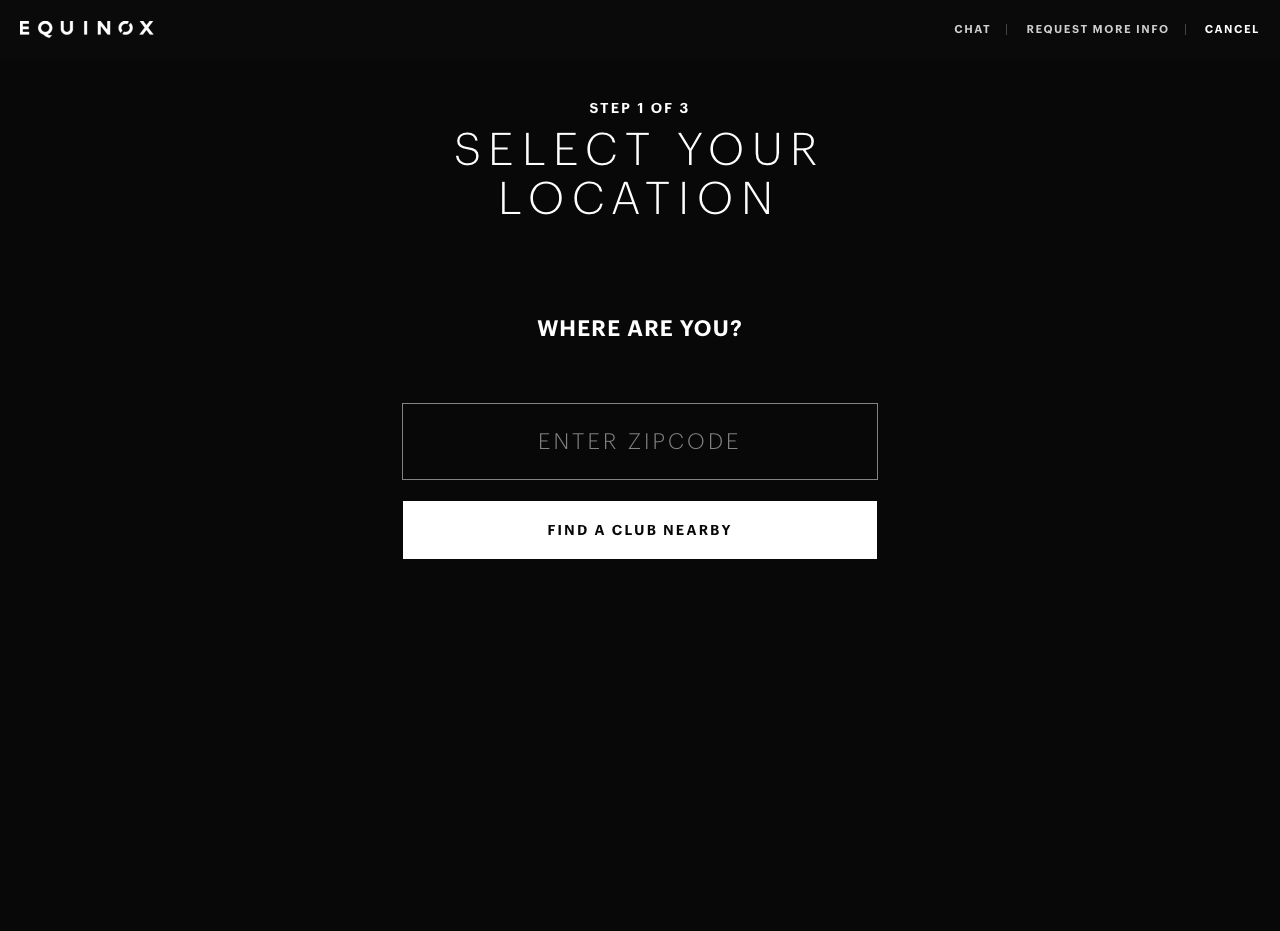 EQUINOX
CHAT
REQUEST MORE INFO
CANCEL
STEP 1 OF 3
SELECT YOUR
LOCATION
WHERE ARE YOU?
ENTER ZIPCODE
FIND A CLUB NEARBY